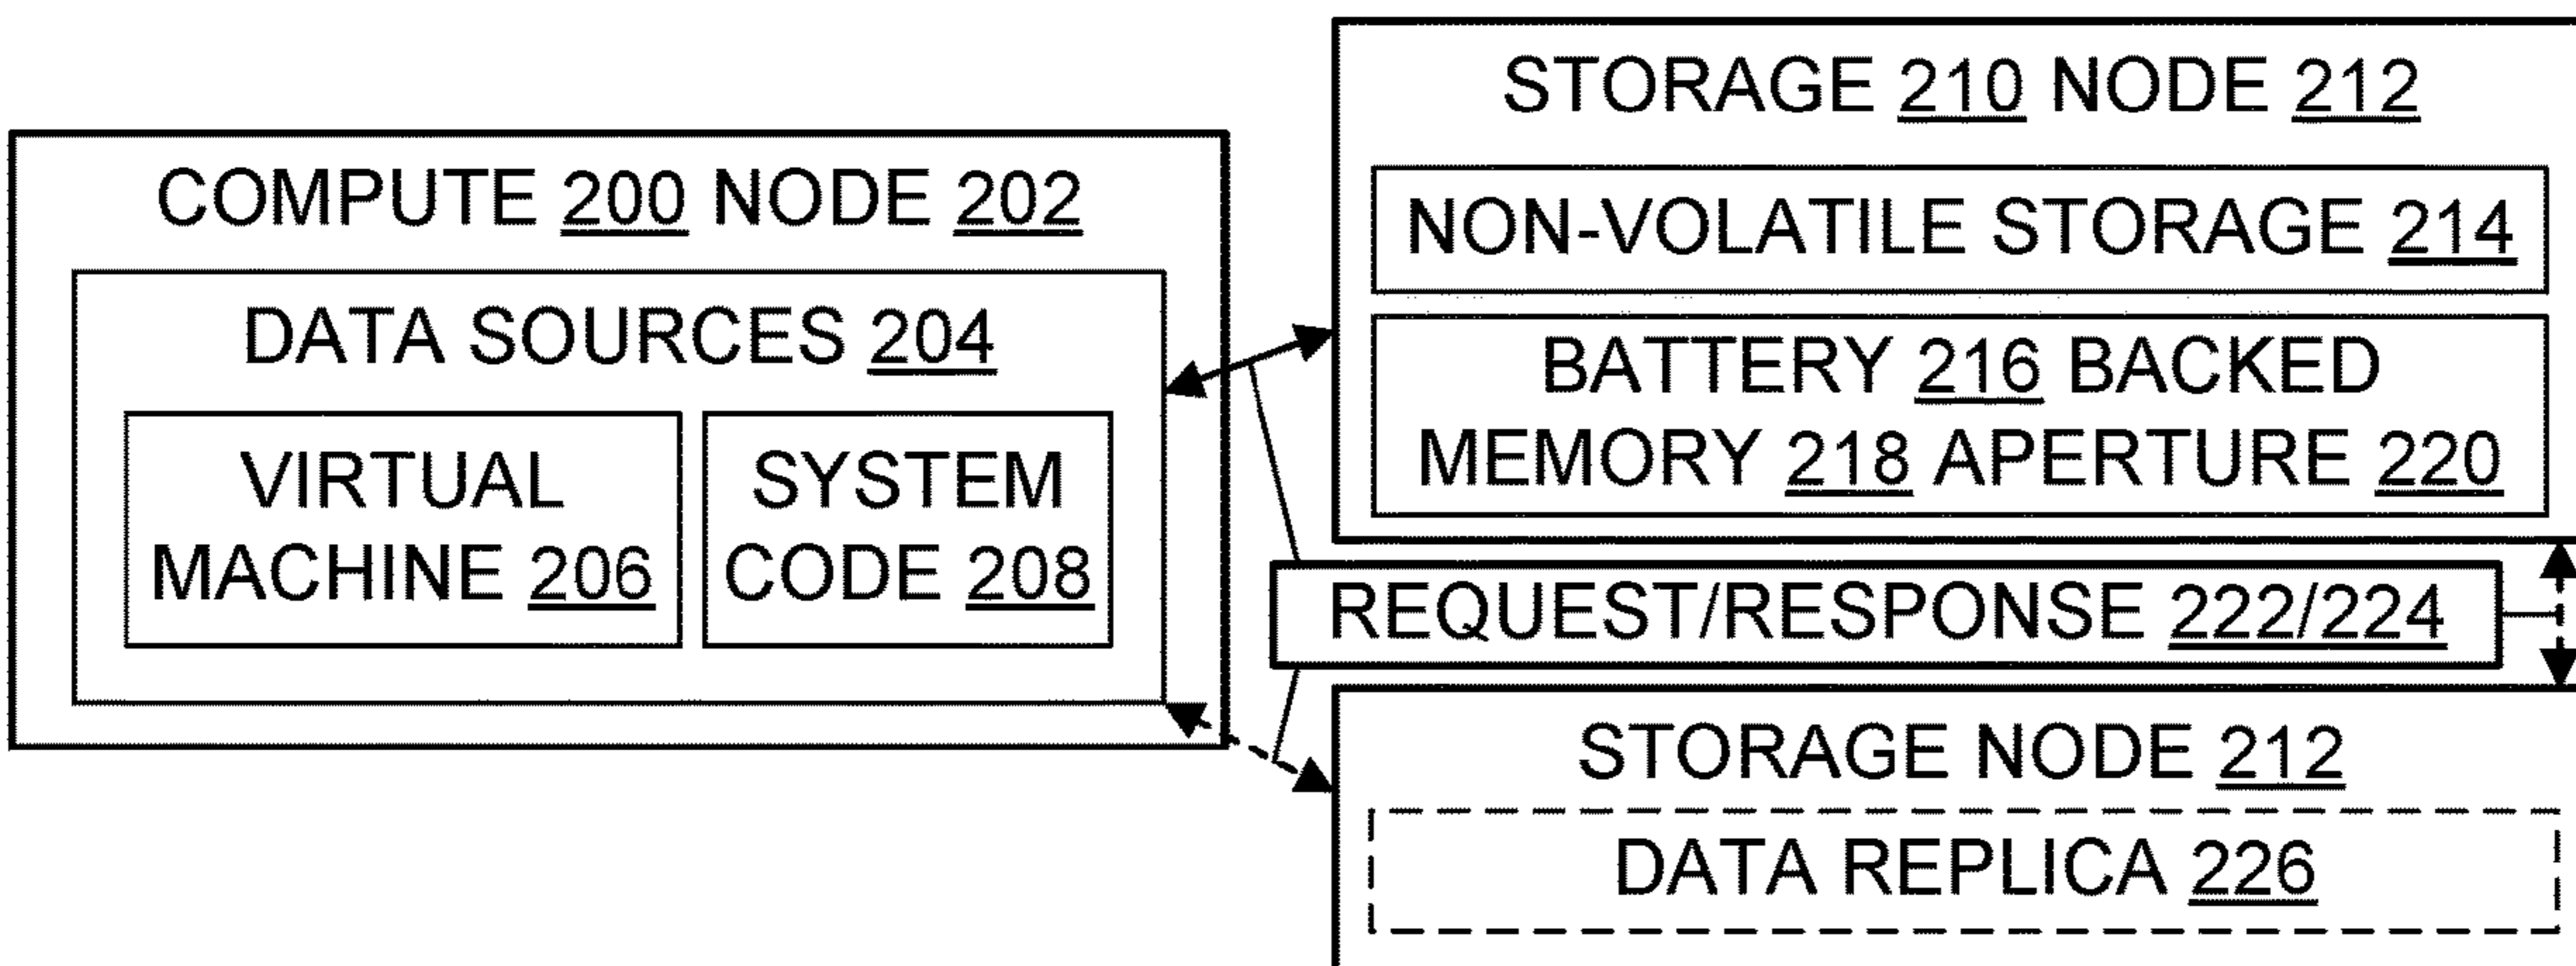 COMPUTE 200 NODE 202
DATA SOURCES 204
VIRTUAL
MACHINE 206
SYSTEM
CODE 208
STORAGE 210 NODE 212
NON-VOLATILE STORAGE 214
BATTERY 216 BACKED
MEMORY 218 APERTURE 220
REQUEST/RESPONSE 222/224
STORAGE NODE 212
DATA REPLICA 226